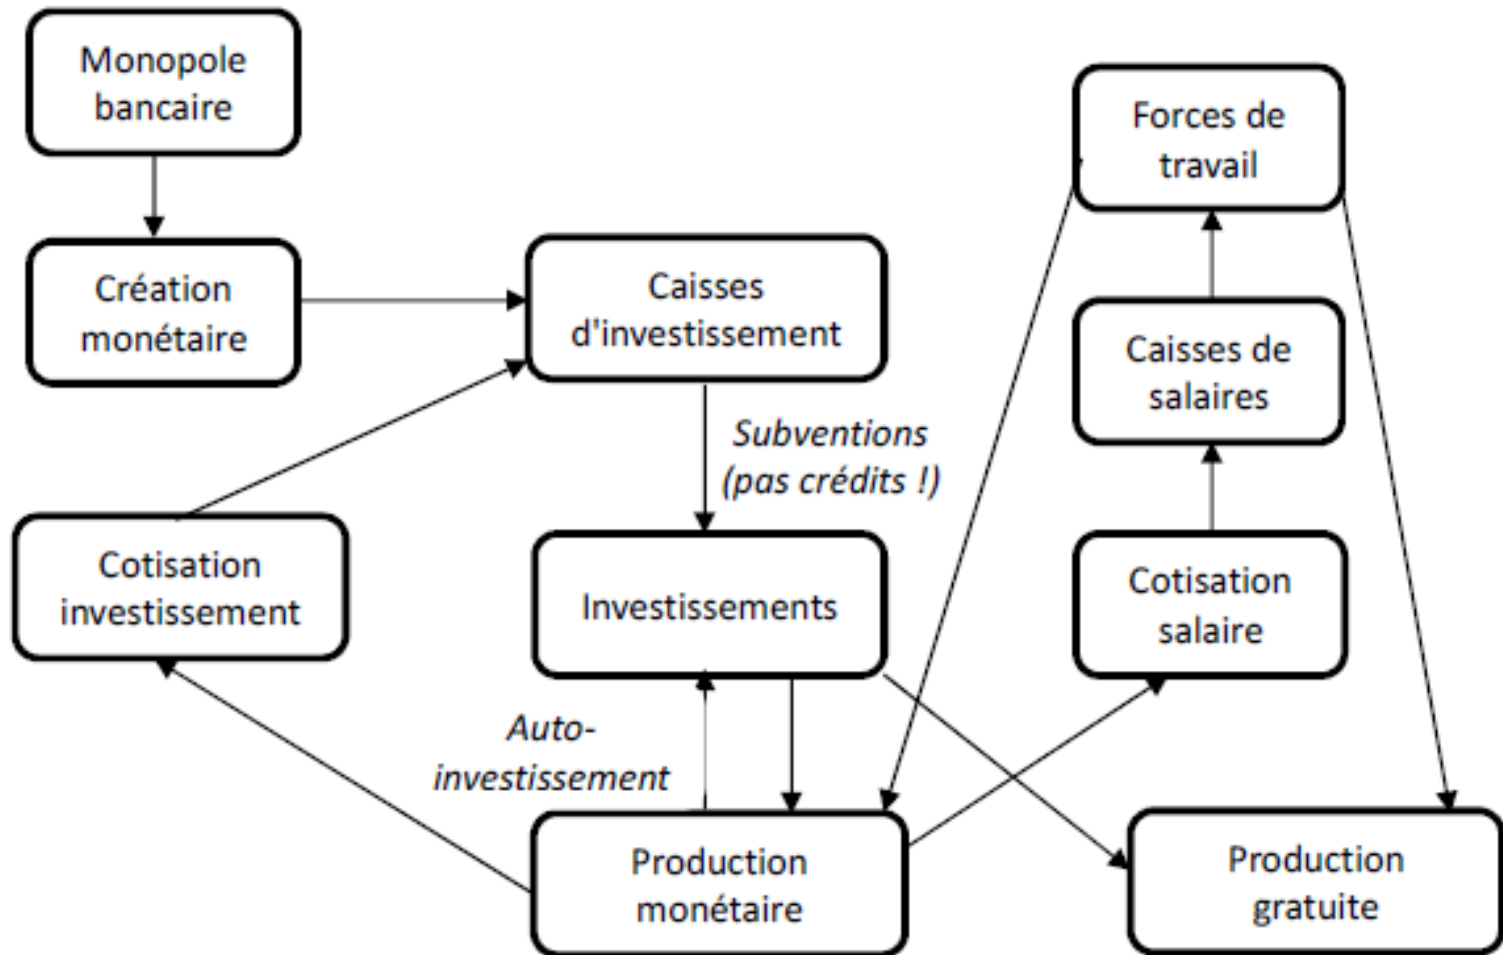 Monopole
bancaire
Forces de
travail
Création
monétaire
Caisses
d'investissement
Caisses de
salaires
Subventions
(pas crédits !)
Cotisation
investissement
Investissements
Cotisation
salaire
Auto-
investissement
Production
monétaire
Production
gratuite